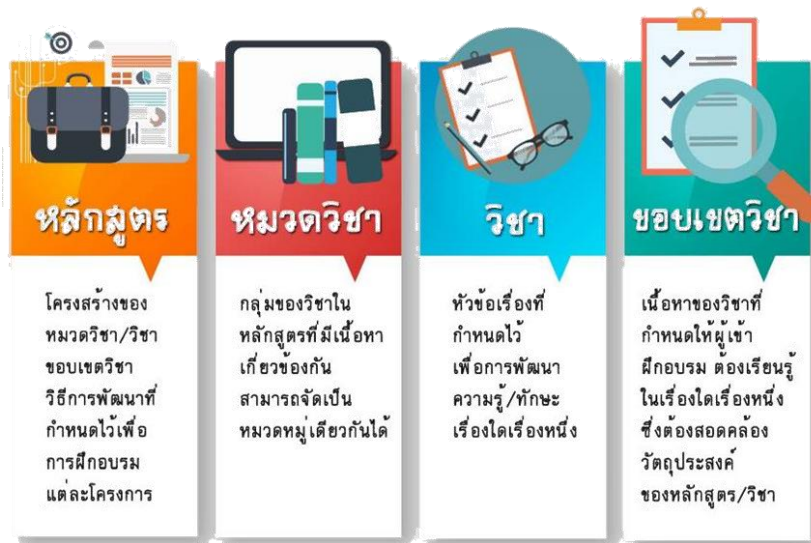 หลักสูตร
โครงสร้างของ
หมวดวิชา/วิชา
ขอบเขตวิชา
วิธีการพัฒนาที่
กำหนดไว้เพื่อ
การฝึกอบรม
แต่ละโครงการ
หมวดวิชา
กลุ่มของวิชาใน
หลักสูตรที่มีเนื้อหา
เกี่ยวข้องกัน
สามารถจัดเป็น
หมวดหมู่เดียวกันได้
วิชา
หัวข้อเรื่องที่
กำหนดไว้
เพื่อการพัฒนา
ความรู้/ทักษะ
เรื่องใดเรื่องหนึ่ง
ขอบเขตวิชา
เนื้อหาของวิชาที่
กำหนดให้ผู้เข้า
ฝึกอบรม ต้องเรียนรู้
ในเรื่องใดเรื่องหนึ่ง
ซึ่งต้องสอดคล้อง
วัตถุประสงค์
ของหลักสูตร/วิชา